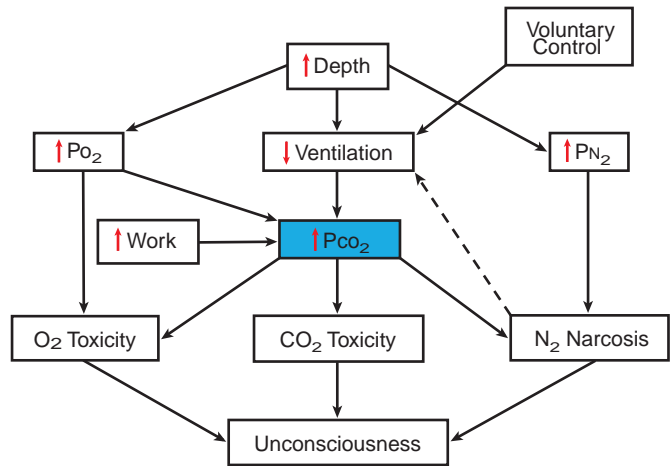 Voluntary
Control
↑ Depth
↑ Po₂
↓ Ventilation
↑ PN₂
↑ Work
↑ Pco₂
O₂ Toxicity
CO₂ Toxicity
N₂ Narcosis
Unconsciousness